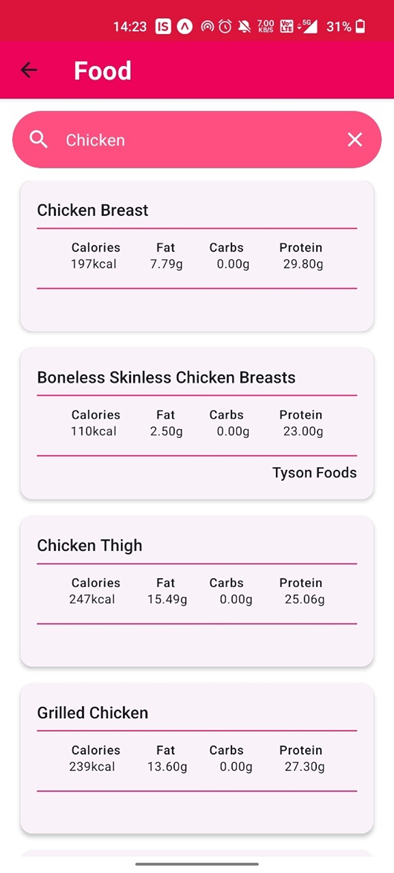 14:23 IS 7.00 KB/S Vo LTE 5G 31%
Food
Chicken
Chicken Breast
Calories Fat Carbs Protein
197kcal 7.79g 0.00g 29.80g
Boneless Skinless Chicken Breasts
Calories Fat Carbs Protein
110kcal 2.50g 0.00g 23.00g
Tyson Foods
Chicken Thigh
Calories Fat Carbs Protein
247kcal 15.49g 0.00g 25.06g
Grilled Chicken
Calories Fat Carbs Protein
239kcal 13.60g 0.00g 27.30g